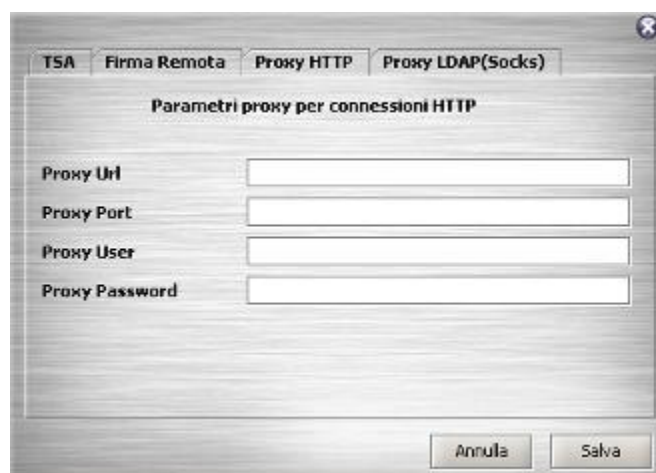 TSA Firma Remota Proxy HTTP Proxy LDAP(Socks)
Parametri proxy per connessioni HTTP
Proxy Url
Proxy Port
Proxy User
Proxy Password
Annulla Salva